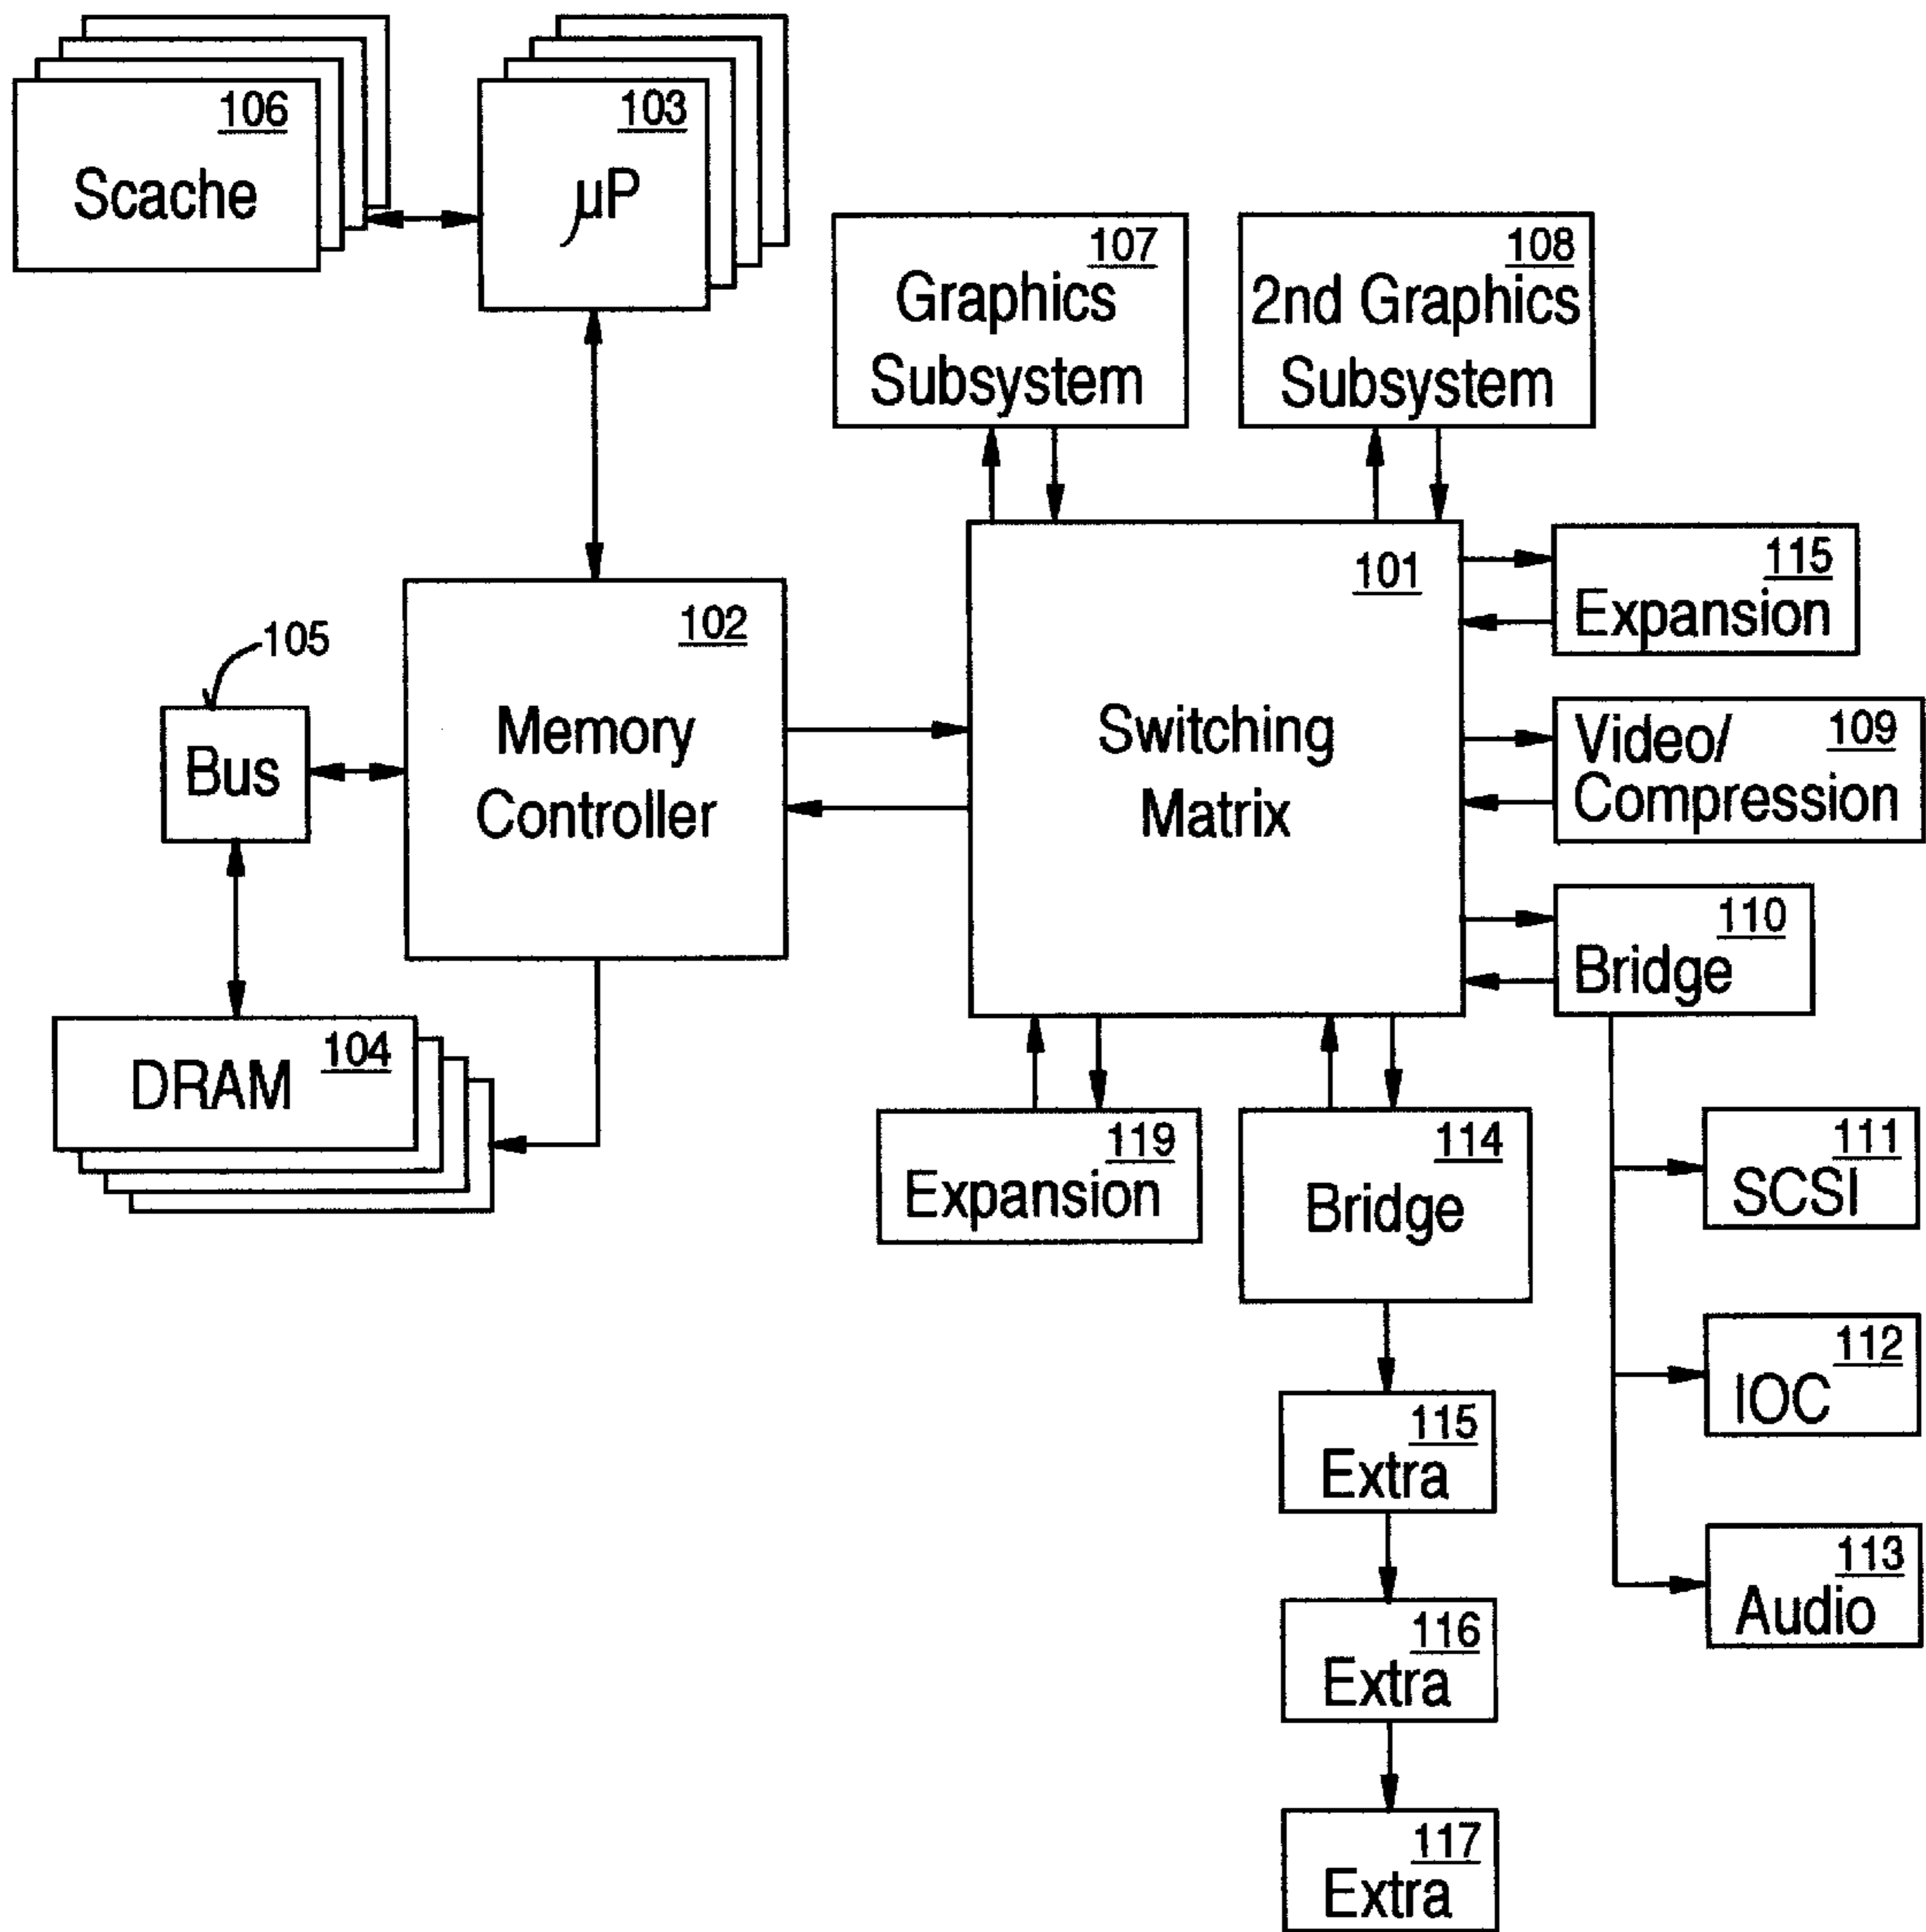 106
Scache
103
µP
107
Graphics
Subsystem
108
2nd Graphics
Subsystem
101
Switching
Matrix
115
Expansion
102
Memory
Controller
105
Bus
Video/
109
Compression
110
Bridge
104
DRAM
119
Expansion
114
Bridge
111
SCSI
112
IOC
115
Extra
113
Audio
116
Extra
117
Extra